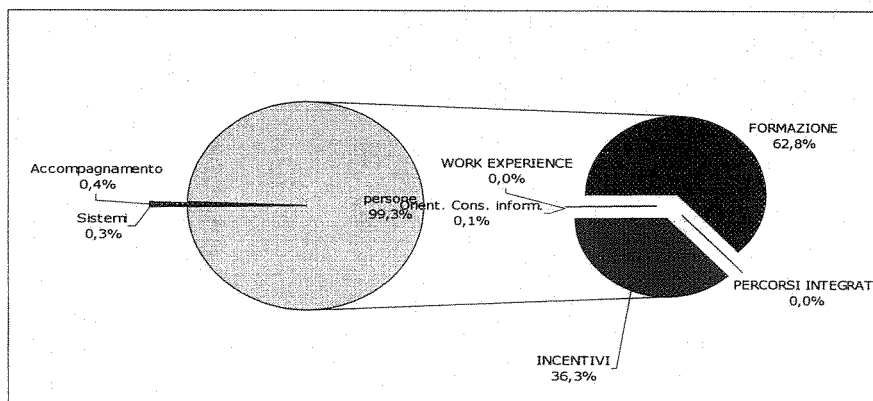 FORMAZIONE
62,8%
WORK EXPERIENCE
0,0%
Accompagnamento
0,4%
persone
99,3%
Orient. Cons. inform.
0,1%
Sistemi
0,3%
PERCORSI INTEGRAT
0,0%
INCENTIVI
36,3%